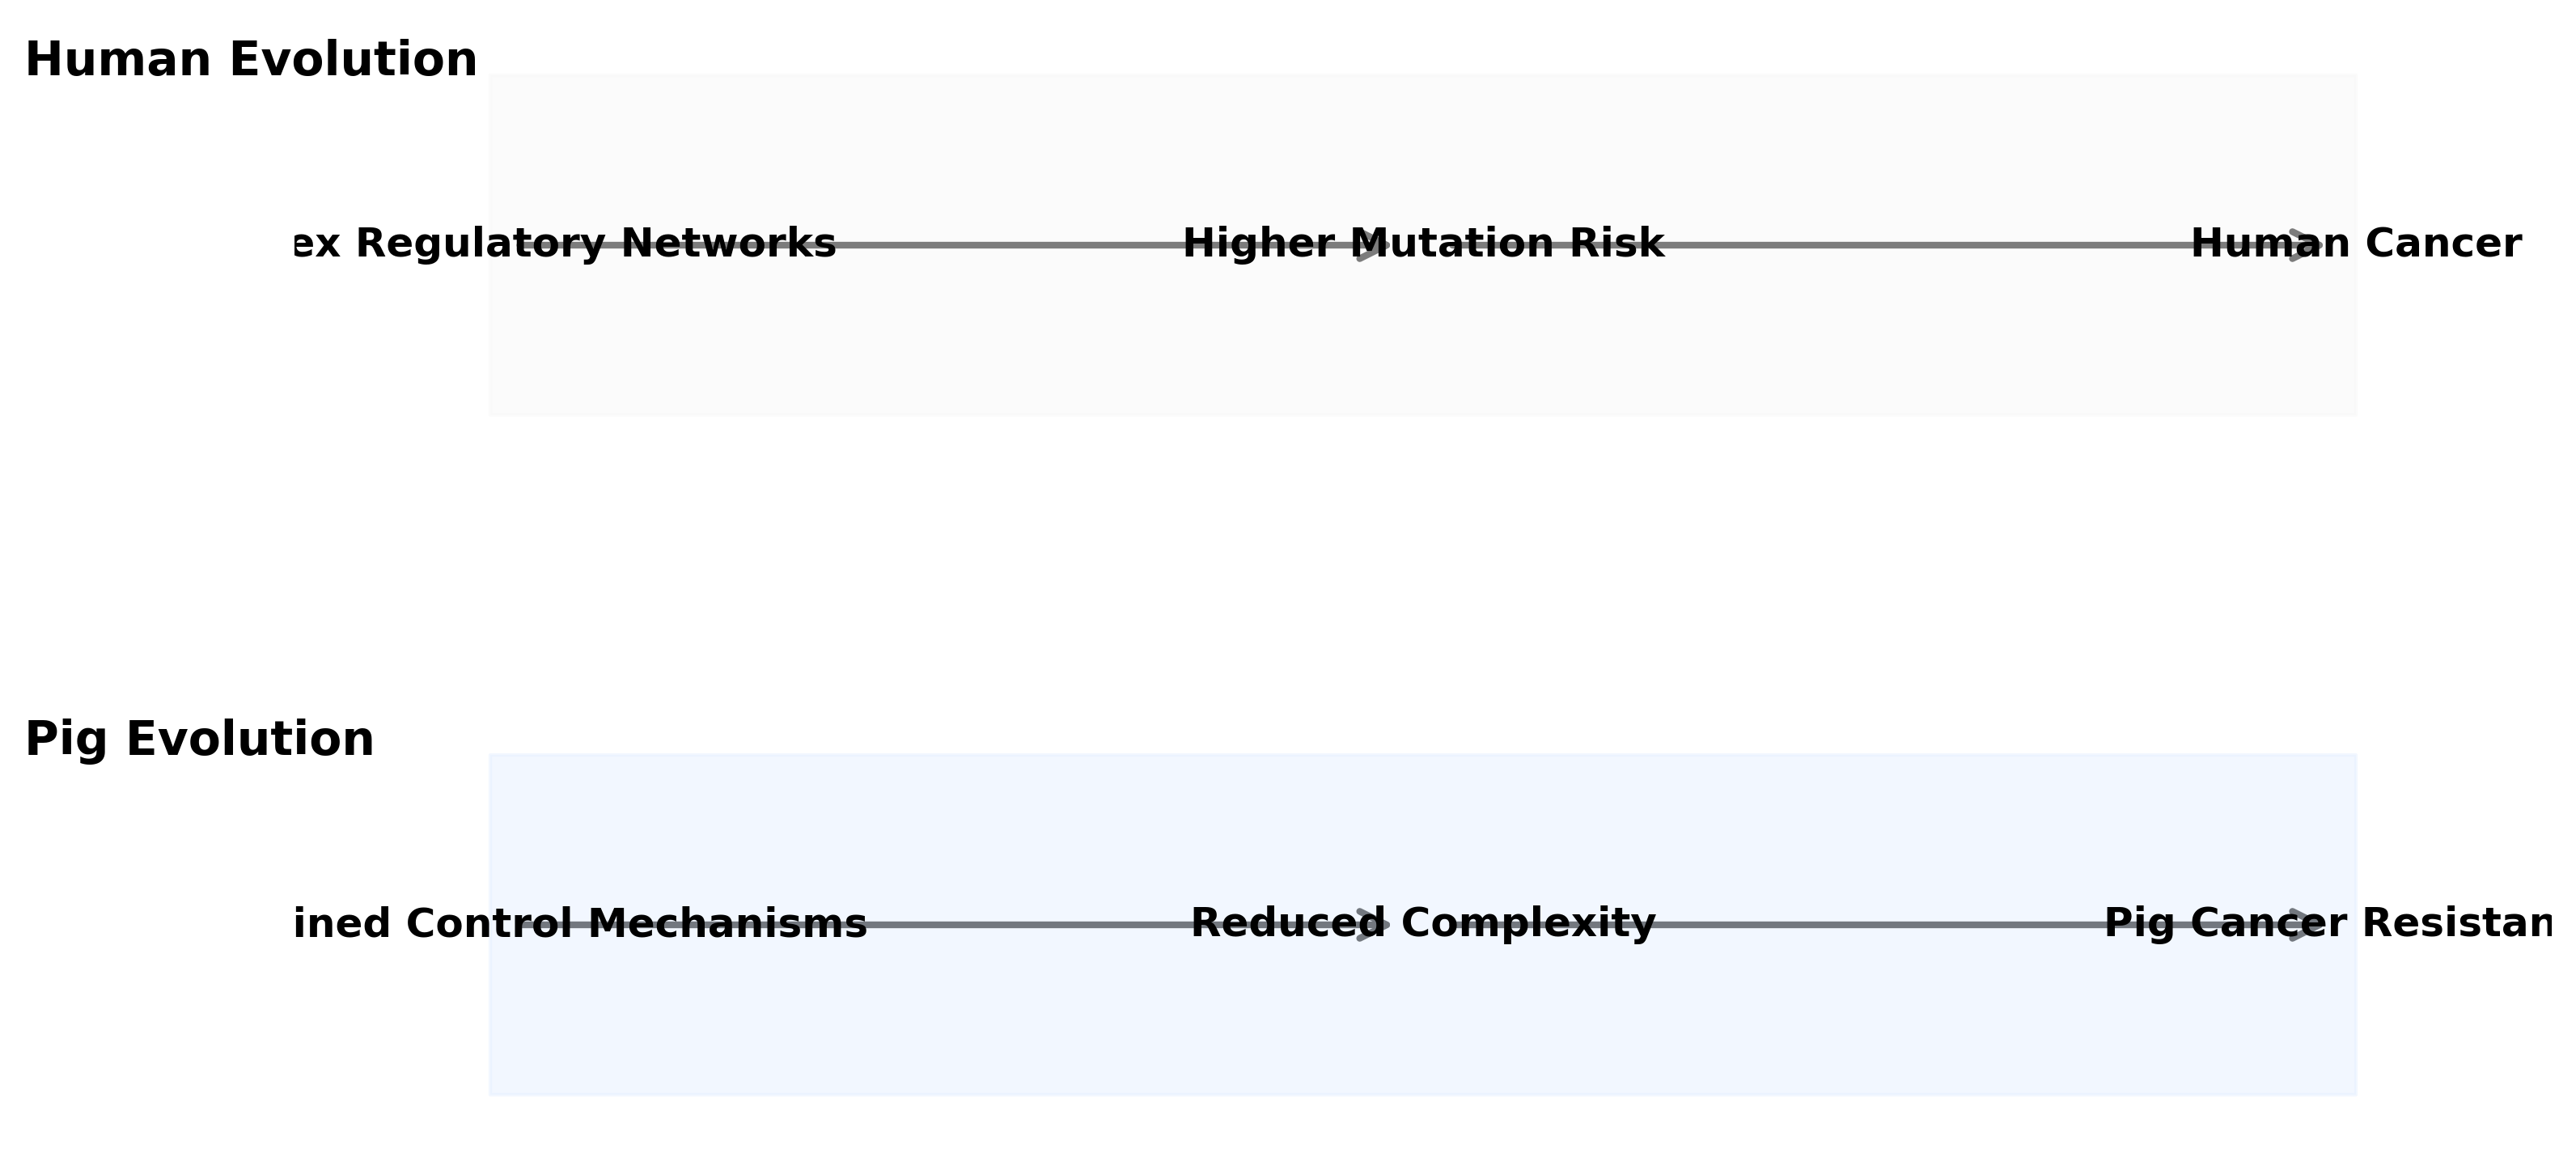 Human Evolution
ex Regulatory Networks Higher Mutation Risk Human Cancer
Pig Evolution
ined Control Mechanisms Reduced Complexity Pig Cancer Resistan